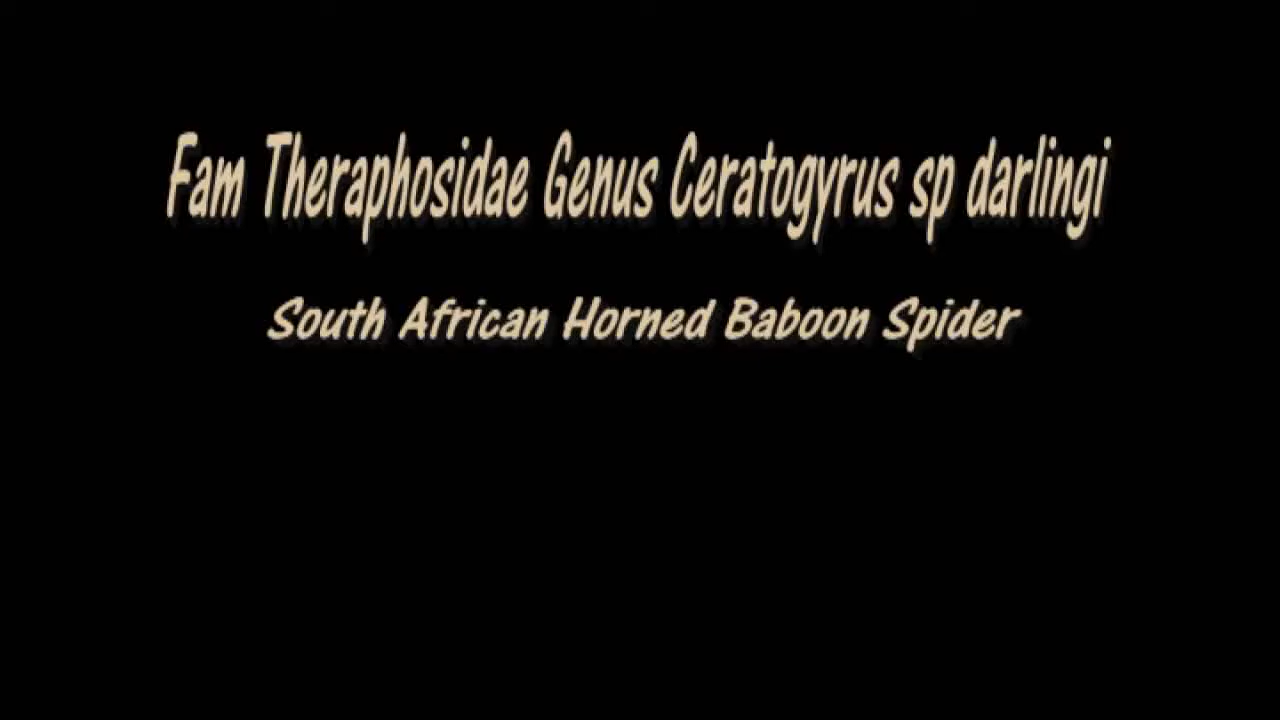 Fam Theraphosidae Genus Ceratogyrus sp darlingi
South African Horned Baboon Spider